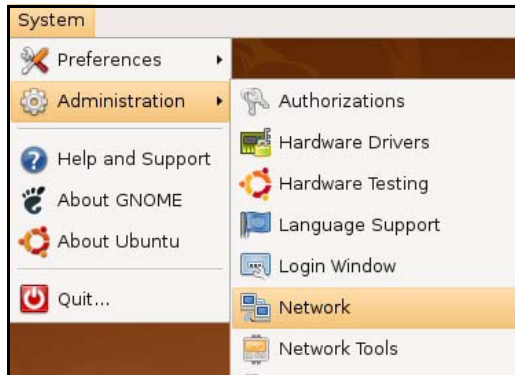 System
Preferences
Administration
Help and Support
About GNOME
About Ubuntu
Quit...
Authorizations
Hardware Drivers
Hardware Testing
Language Support
Login Window
Network
Network Tools